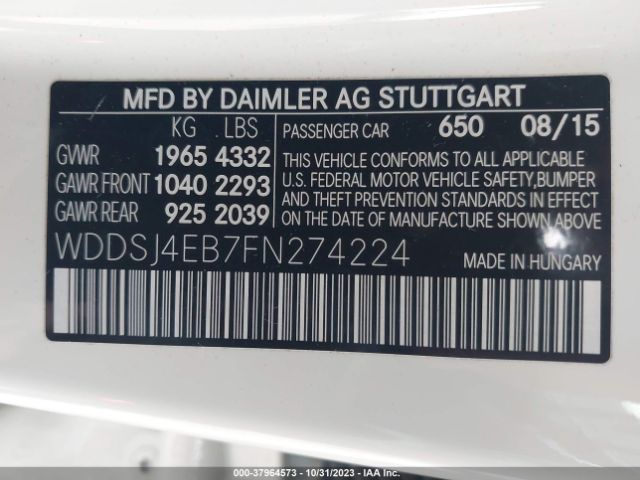 MFD BY DAIMLER AG STUTTGART
KG LBS PASSENGER CAR 650 08/15
GVWR 1965 4332
GAWR FRONT 1040 2293
GAWR REAR 925 2039
THIS VEHICLE CONFORMS TO ALL APPLICABLE
U.S. FEDERAL MOTOR VEHICLE SAFETY,BUMPER
AND THEFT PREVENTION STANDARDS IN EFFECT
ON THE DATE OF MANUFACTURE SHOWN ABOVE.
WDDSJ4EB7FN274224 MADE IN HUNGARY
000-37964573 - 10/31/2023 - IAA Inc.